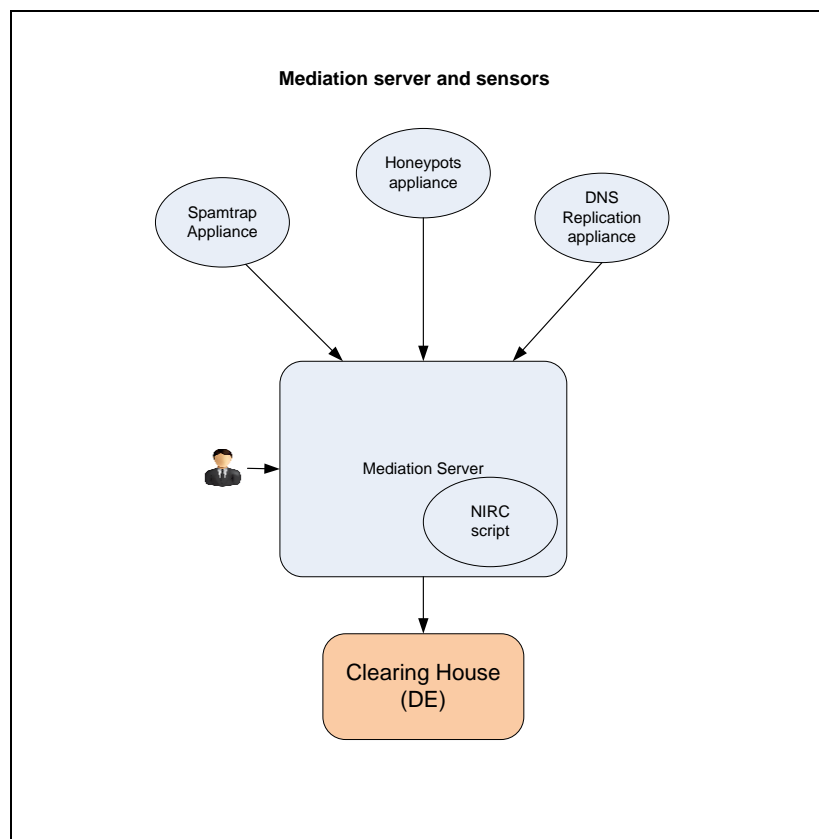 Mediation server and sensors
Honeypots
appliance
Spamtrap
Appliance
DNS
Replication
appliance
Mediation Server
NIRC
script
Clearing House
(DE)